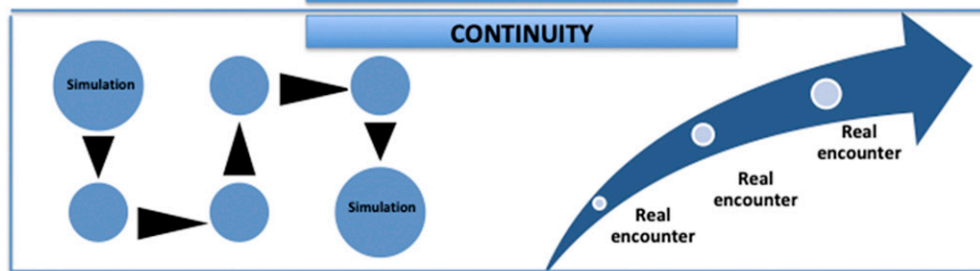 CONTINUITY
Simulation
Simulation
Real
encounter
Real
encounter
Real
encounter